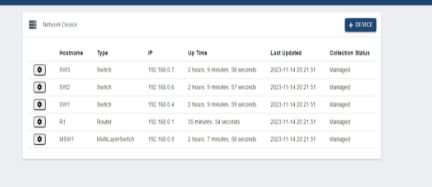 Network Device
+ DEVICE
Hostname Type IP Up Time Last Updated Collection Status
SW3 Switch 192.168.0.7 2 hours, 9 minutes, 58 seconds 2023-11-14 20:21:51 Managed
SW2 Switch 192.168.0.6 2 hours, 9 minutes, 57 seconds 2023-11-14 20:21:51 Managed
SW1 Switch 192.168.0.4 2 hours, 9 minutes, 59 seconds 2023-11-14 20:21:51 Managed
R1 Router 192.168.0.1 35 minutes, 34 seconds 2023-11-14 20:21:51 Managed
MSW1 MultiLayerSwitch 192.168.0.9 2 hours, 7 minutes, 58 seconds 2023-11-14 20:21:51 Managed